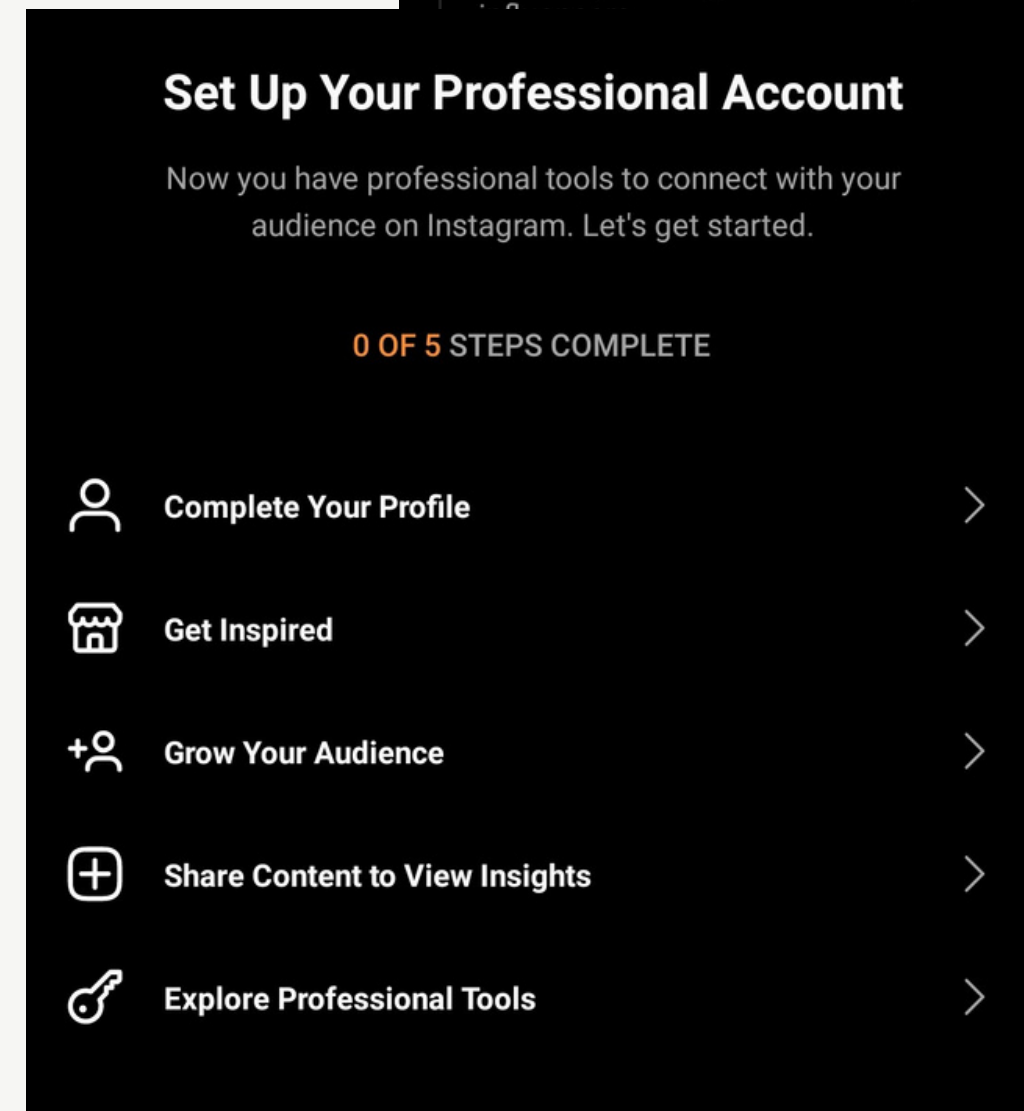 Set Up Your Professional Account
Now you have professional tools to connect with your
audience on Instagram. Let's get started.
0 OF 5 STEPS COMPLETE
Complete Your Profile
Get Inspired
Grow Your Audience
Share Content to View Insights
Explore Professional Tools